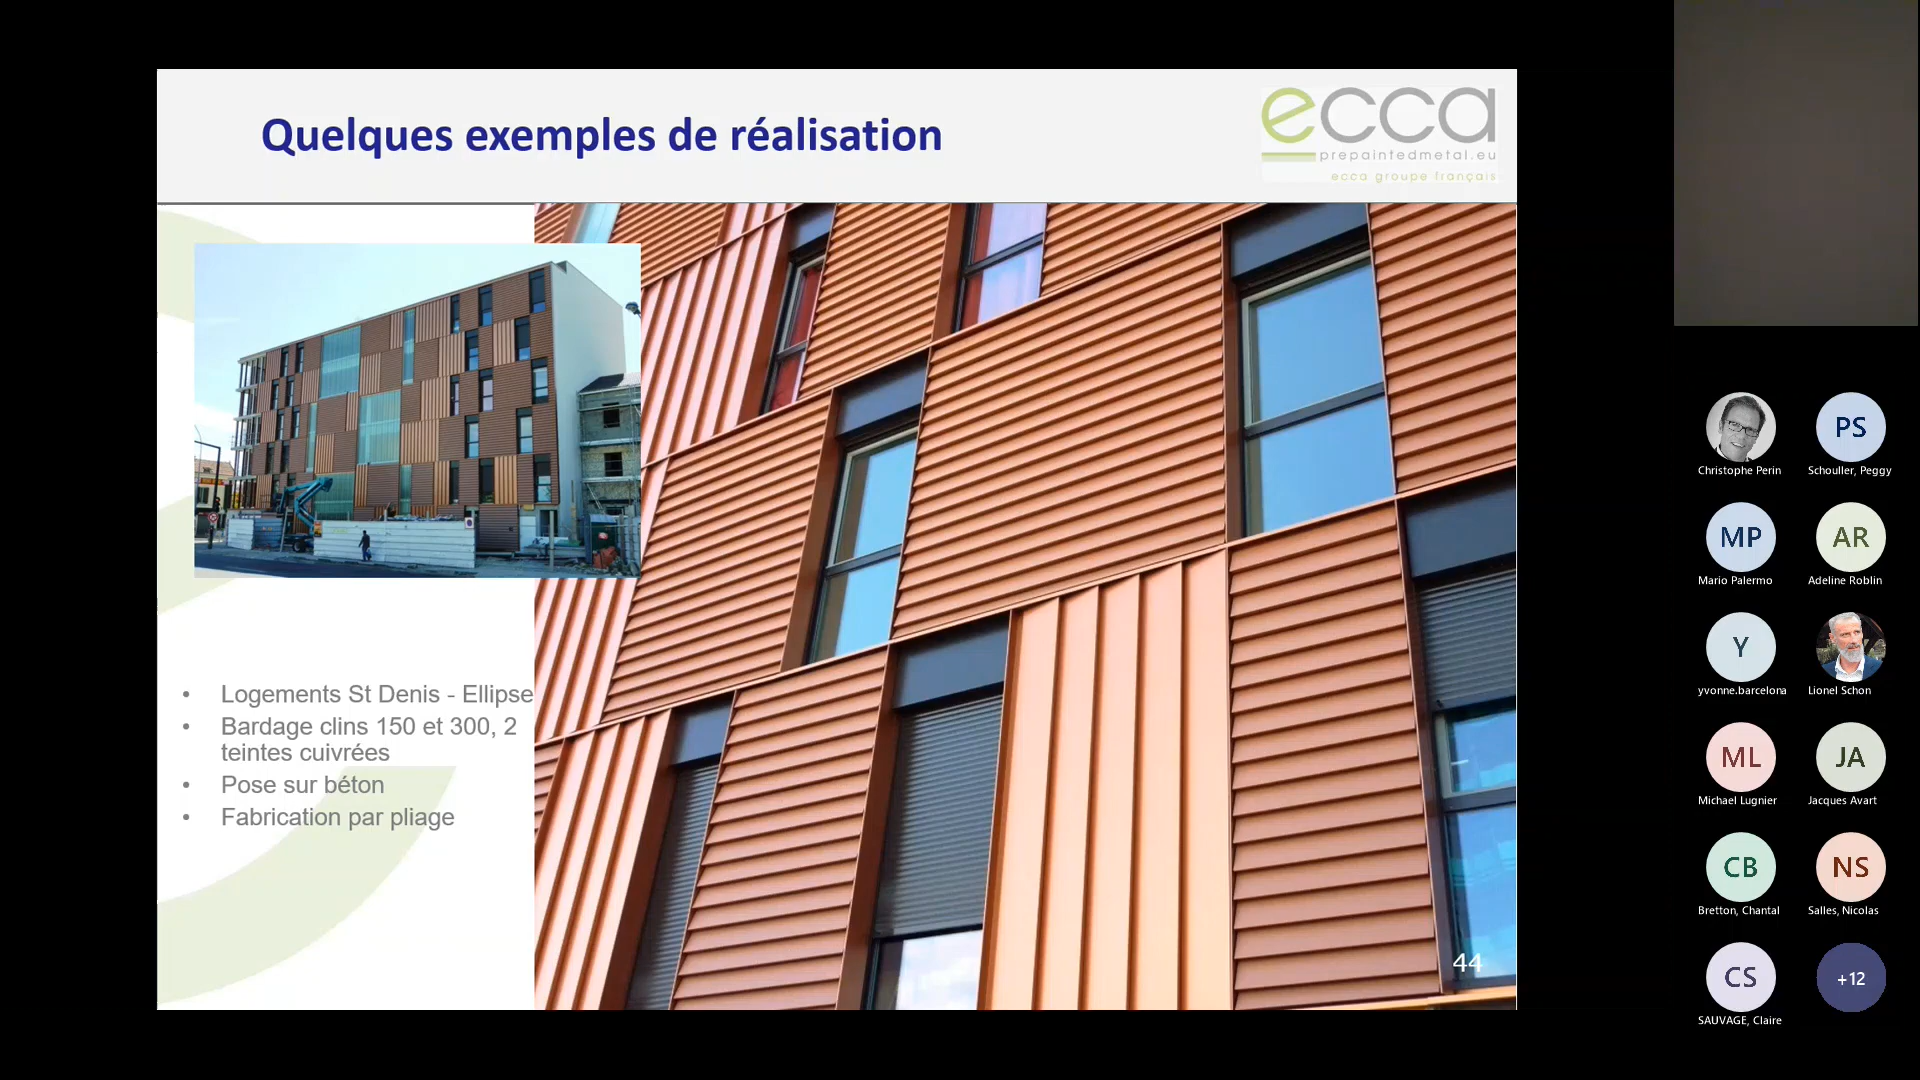 Quelques exemples de réalisation
ecca
prepaintedmetal.eu
ecca groupe français
• Logements St Denis - Ellipse
• Bardage clins 150 et 300, 2
teintes cuivrées
• Pose sur béton
• Fabrication par pliage
44
Christophe Perin
PS
Schouller, Peggy
MP
Mario Palermo
AR
Adeline Roblin
Y
yvonne.barcelona
Lionel Schon
ML
Michael Lugnier
JA
Jacques Avart
CB
Bretton, Chantal
NS
Salles, Nicolas
CS
SAUVAGE, Claire
+12